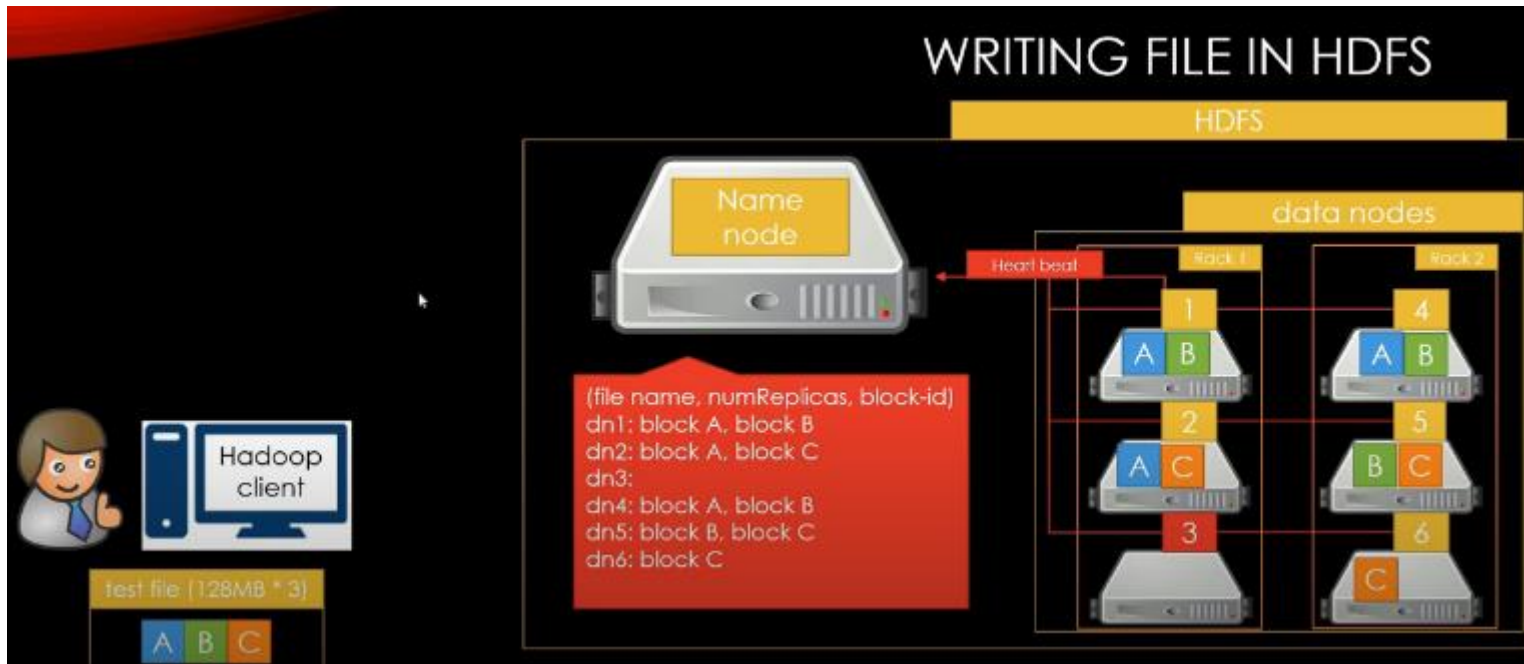 WRITING FILE IN HDFS
HDFS
Name
node
data nodes
Heart beat
Rack 1
Rack 2
1
4
A B
A B
2
5
A C
B C
3
6
C
(file name, numReplicas, block-id)
dn1: block A, block B
dn2: block A, block C
dn3:
dn4: block A, block B
dn5: block B, block C
dn6: block C
Hadoop
client
test file (128MB * 3)
A B C